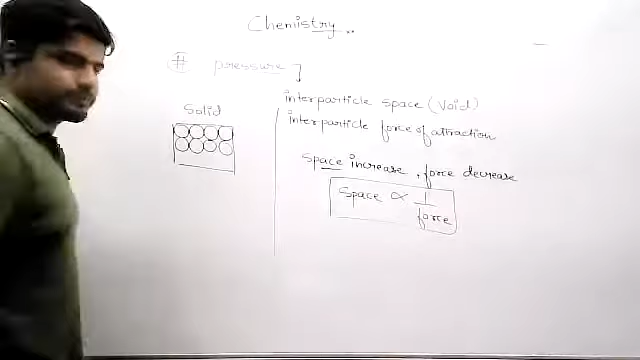 Chemistry..
# pressure
Solid
interparticle space (Void)
interparticle force of attraction
Space increase, force decrease
Space ∝ 1/force